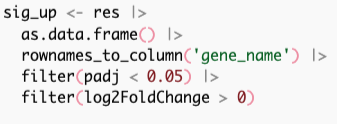 sig_up <- res |>
  as.data.frame() |>
  rownames_to_column('gene_name') |>
  filter(padj < 0.05) |>
  filter(log2FoldChange > 0)